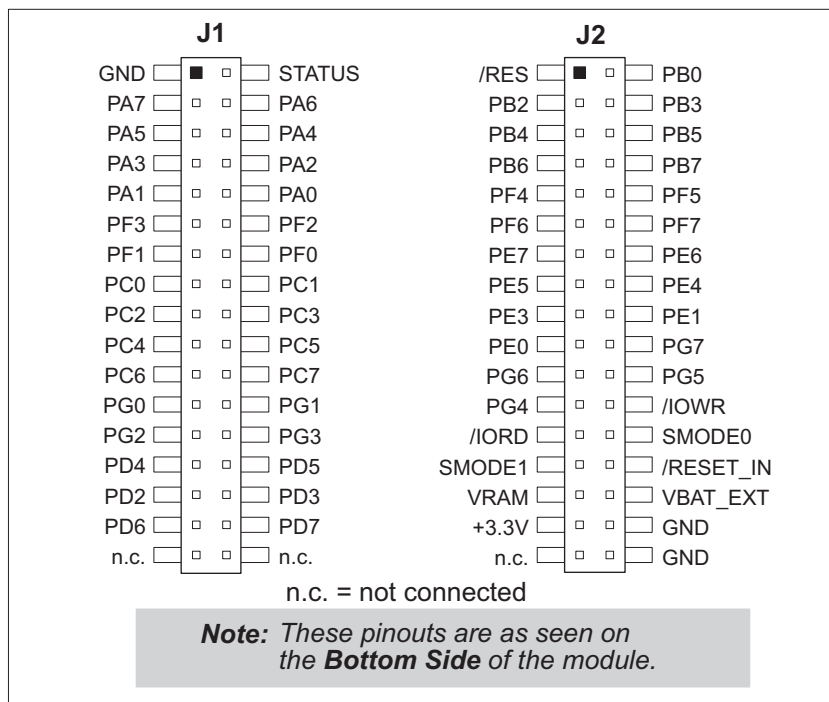 J1 J2
GND STATUS /RES PB0
PA7 PA6 PB2 PB3
PA5 PA4 PB4 PB5
PA3 PA2 PB6 PB7
PA1 PA0 PF4 PF5
PF3 PF2 PF6 PF7
PF1 PF0 PE7 PE6
PC0 PC1 PE5 PE4
PC2 PC3 PE3 PE1
PC4 PC5 PE0 PG7
PC6 PC7 PG6 PG5
PG0 PG1 PG4 /IOWR
PG2 PG3 /IORD SMODE0
PD4 PD5 SMODE1 /RESET_IN
PD2 PD3 VRAM VBAT_EXT
PD6 PD7 +3.3V GND
n.c. n.c. n.c. GND
n.c. = not connected
Note: These pinouts are as seen on
the Bottom Side of the module.